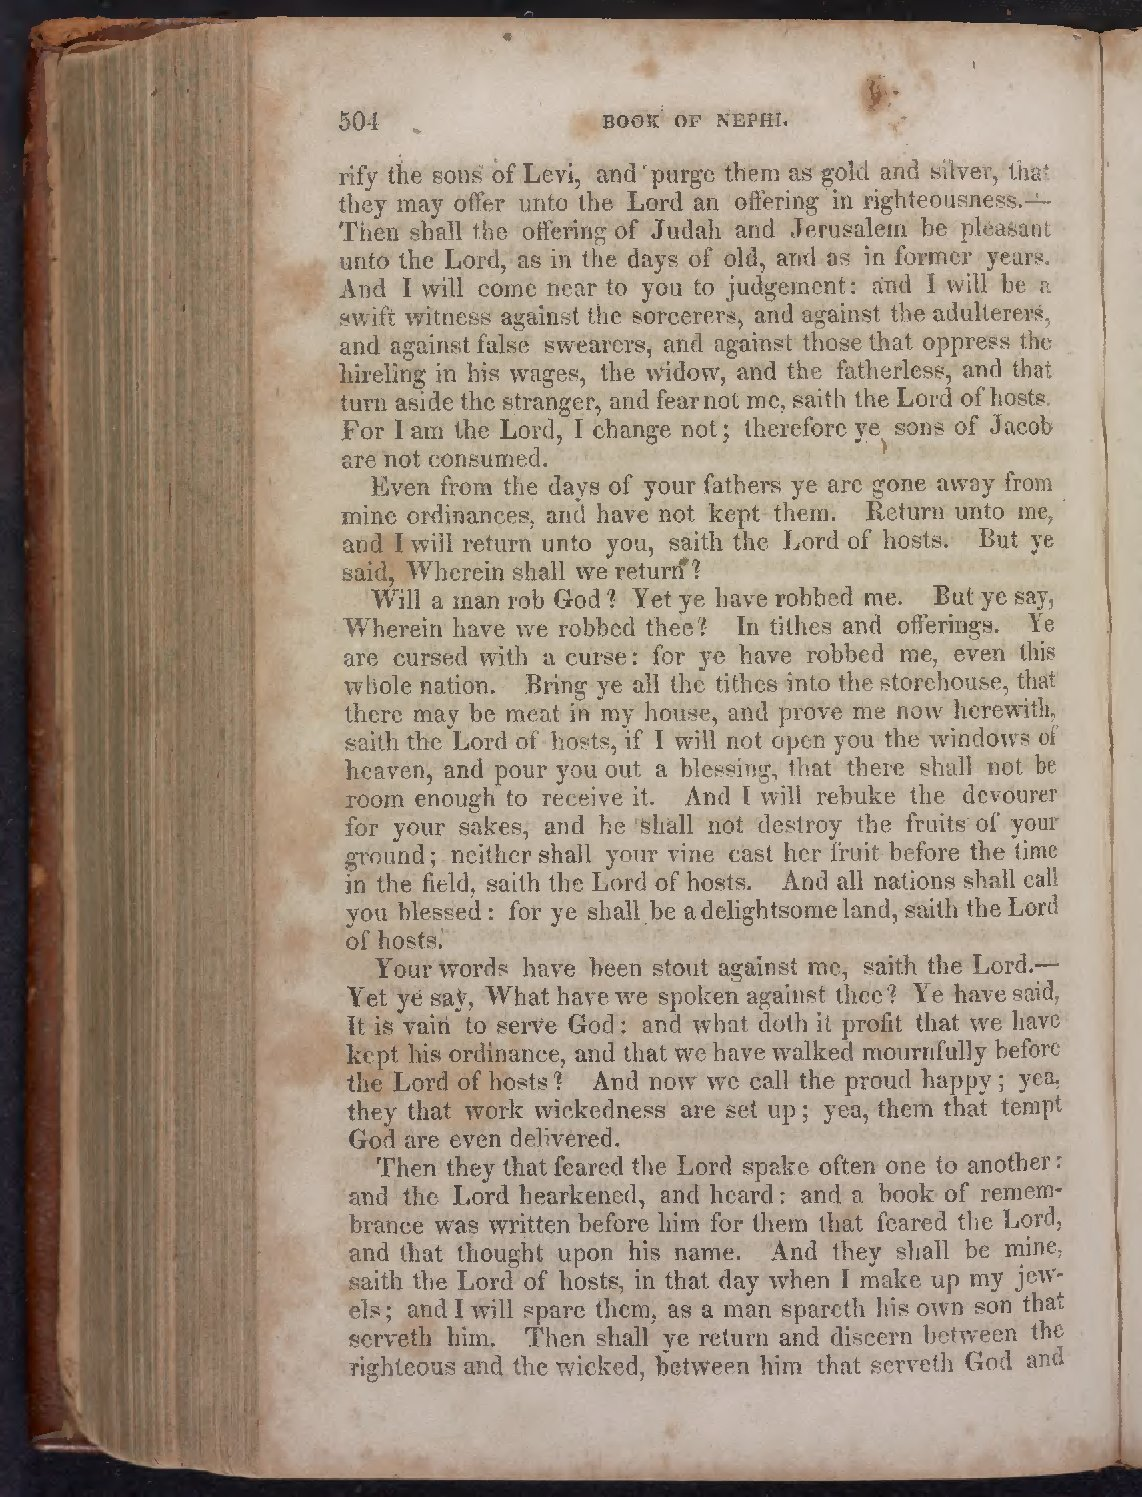 504 BOOK OF NEPHI.
rify the sons of Levi, and purge them as gold and silver, that
they may offer unto the Lord an offering in righteousness.—
Then shall the offering of Judah and Jerusalem be pleasant
unto the Lord, as in the days of old, and as in former years.
And I will come near to you to judgement: and I will be a
swift witness against the sorcerers, and against the adulterers,
and against false swearers, and against those that oppress the
hireling in his wages, the widow, and the fatherless, and that
turn aside the stranger, and fear not me, saith the Lord of hosts.
For I am the Lord, I change not; therefore ye sons of Jacob
are not consumed.
Even from the days of your fathers ye are gone away from
mine ordinances, and have not kept them. Return unto me,
and I will return unto you, saith the Lord of hosts. But ye
said, Wherein shall we return?
Will a man rob God? Yet ye have robbed me. But ye say,
Wherein have we robbed thee? In tithes and offerings. Ye
are cursed with a curse: for ye have robbed me, even this
whole nation. Bring ye all the tithes into the storehouse, that
there may be meat in my house, and prove me now herewith,
saith the Lord of hosts, if I will not open you the windows of
heaven, and pour you out a blessing, that there shall not be
room enough to receive it. And I will rebuke the devourer
for your sakes, and he shall not destroy the fruits of your
ground; neither shall your vine cast her fruit before the time
in the field, saith the Lord of hosts. And all nations shall call
you blessed: for ye shall be a delightsome land, saith the Lord
of hosts.
Your words have been stout against me, saith the Lord.—
Yet ye say, What have we spoken against thee? Ye have said,
It is vain to serve God: and what doth it profit that we have
kept his ordinance, and that we have walked mournfully before
the Lord of hosts? And now we call the proud happy; yea,
they that work wickedness are set up; yea, them that tempt
God are even delivered.
Then they that feared the Lord spake often one to another:
and the Lord hearkened, and heard: and a book of remem-
brance was written before him for them that feared the Lord,
and that thought upon his name. And they shall be mine,
saith the Lord of hosts, in that day when I make up my jew-
els; and I will spare them, as a man spareth his own son that
serveth him. Then shall ye return and discern between the
righteous and the wicked, between him that serveth God and